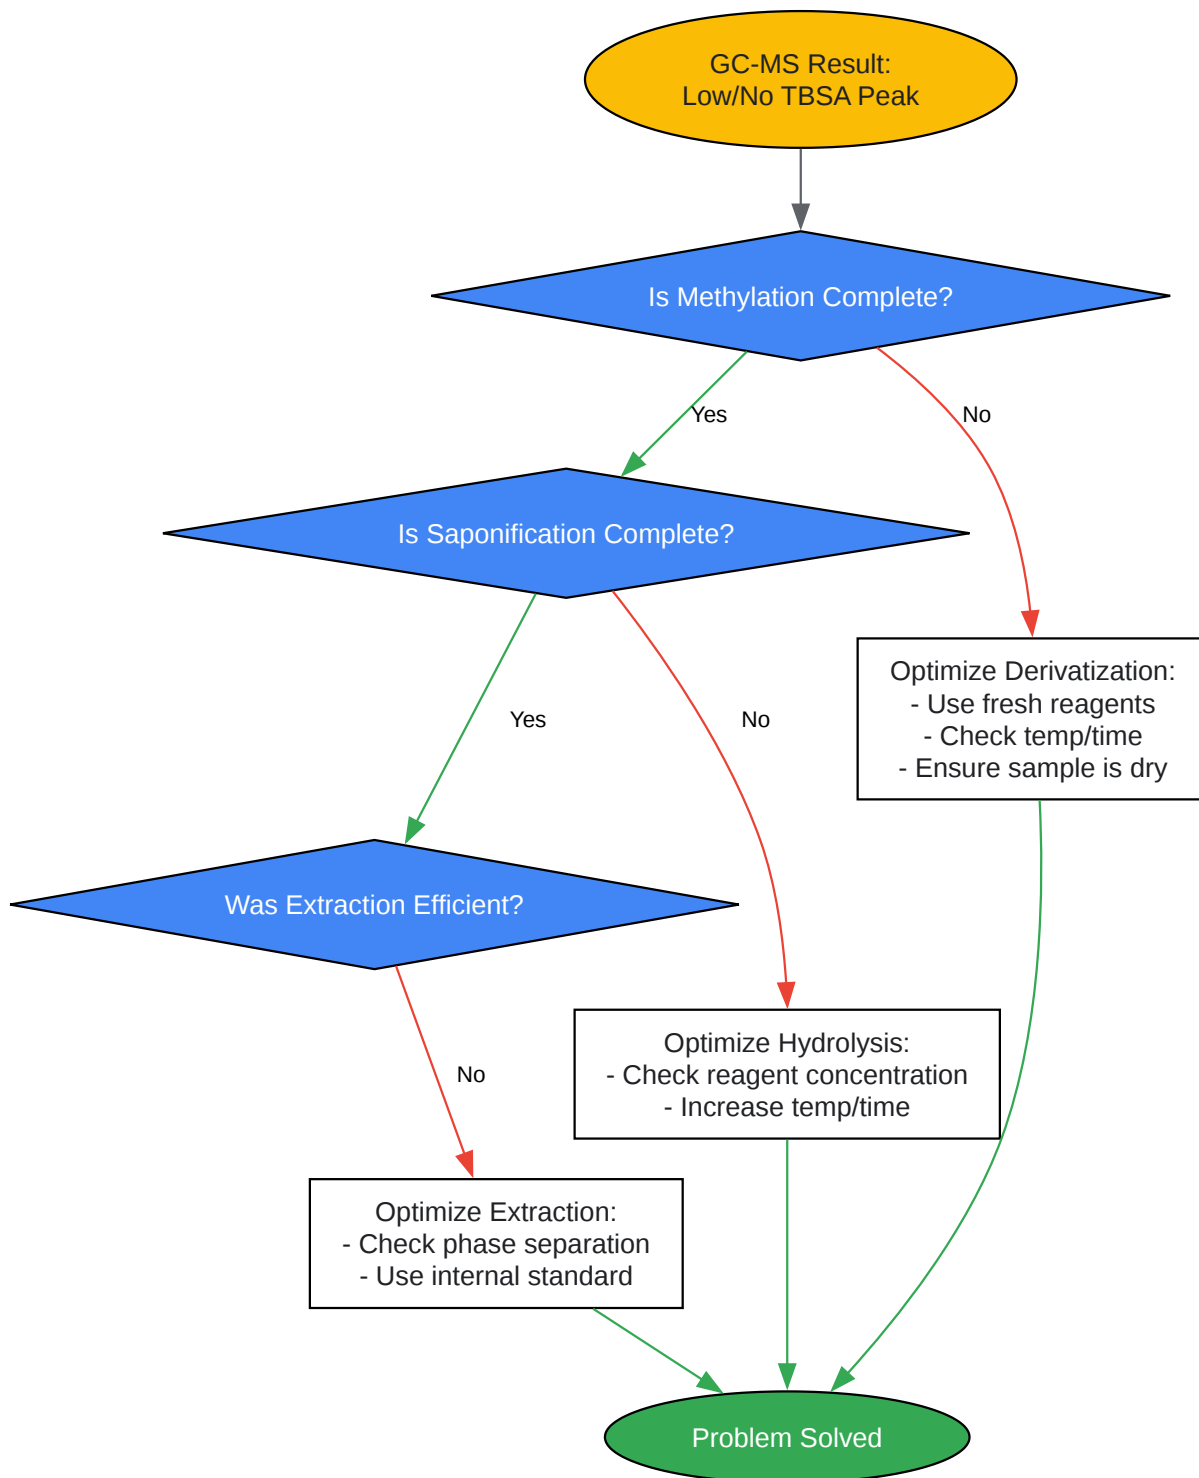 GC-MS Result:
Low/No TBSA Peak
Is Methylation Complete?
Yes
No
Is Saponification Complete?
Optimize Derivatization:
- Use fresh reagents
- Check temp/time
- Ensure sample is dry
Yes
No
Was Extraction Efficient?
Optimize Hydrolysis:
- Check reagent concentration
- Increase temp/time
No
Optimize Extraction:
- Check phase separation
- Use internal standard
Problem Solved